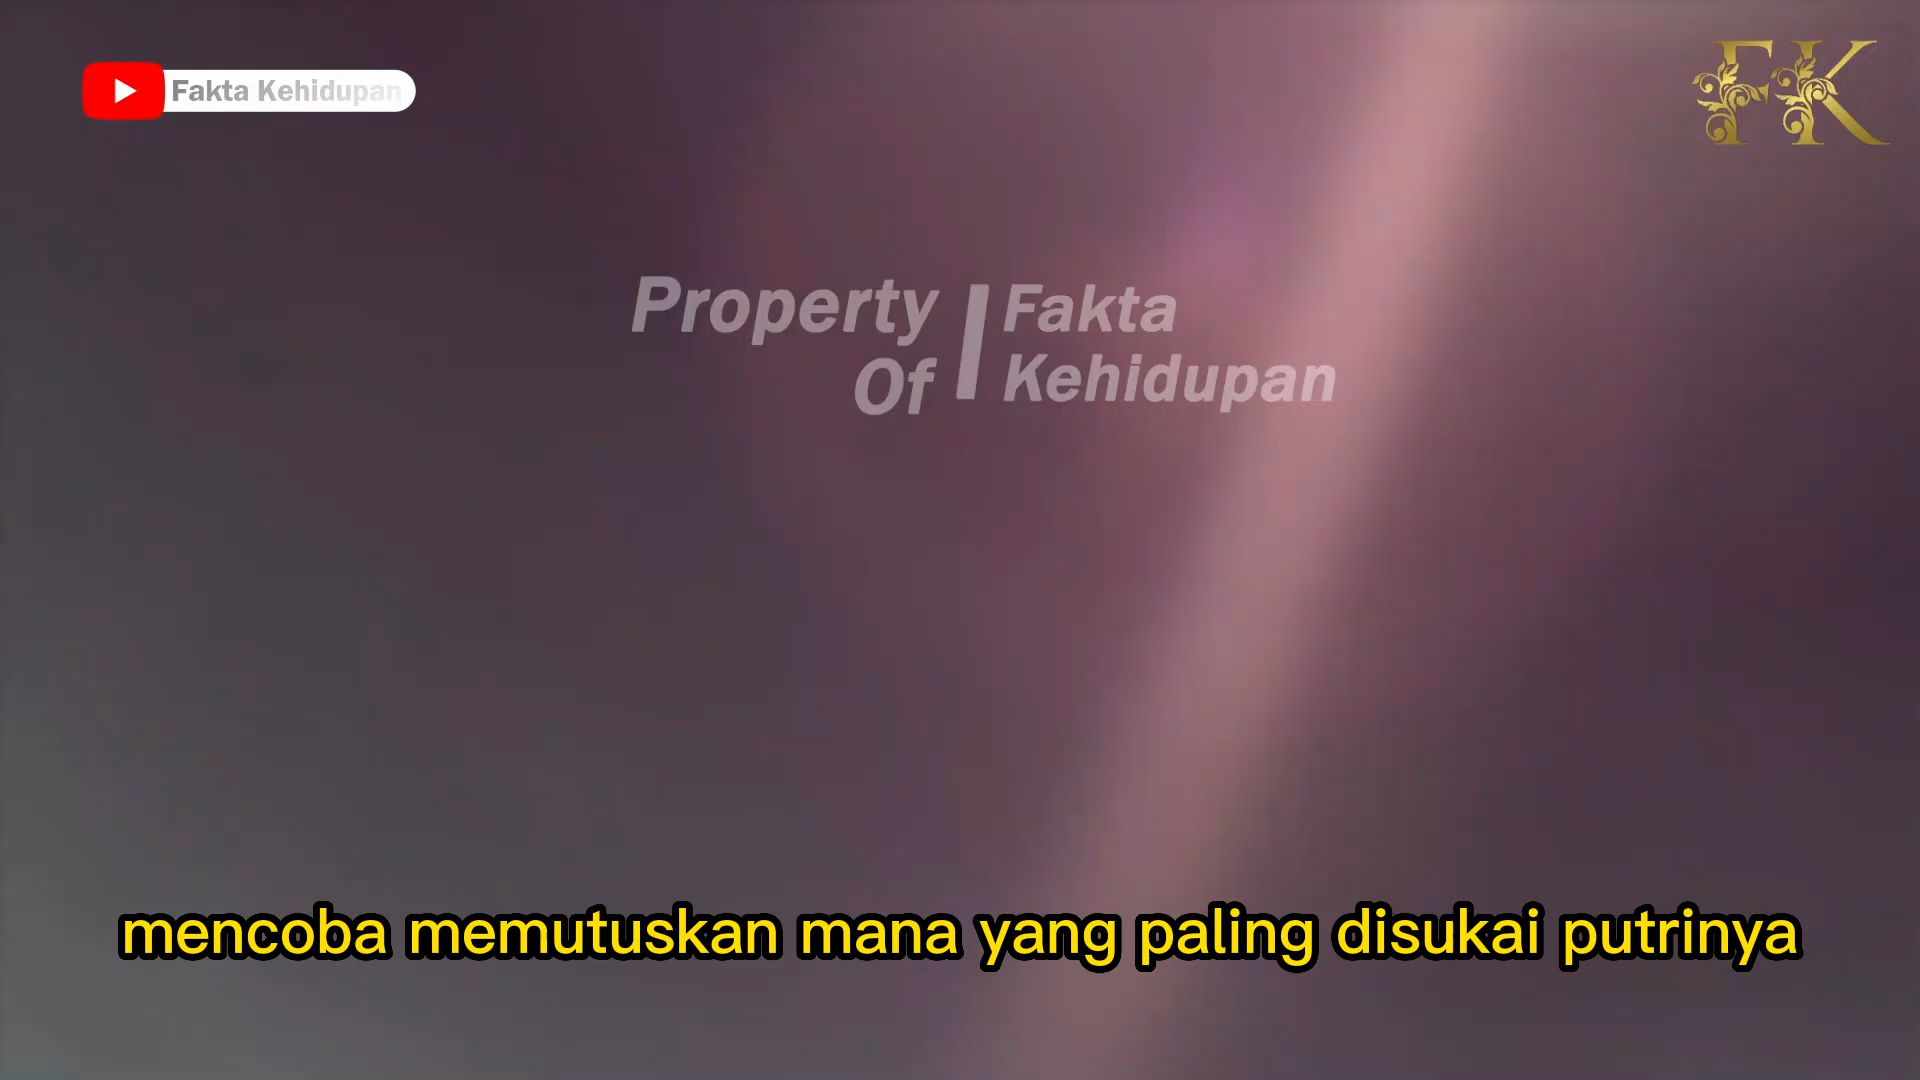 Fakta Kehidupan
FK
Property Of
Fakta Kehidupan
mencoba memutuskan mana yang paling disukai putrinya